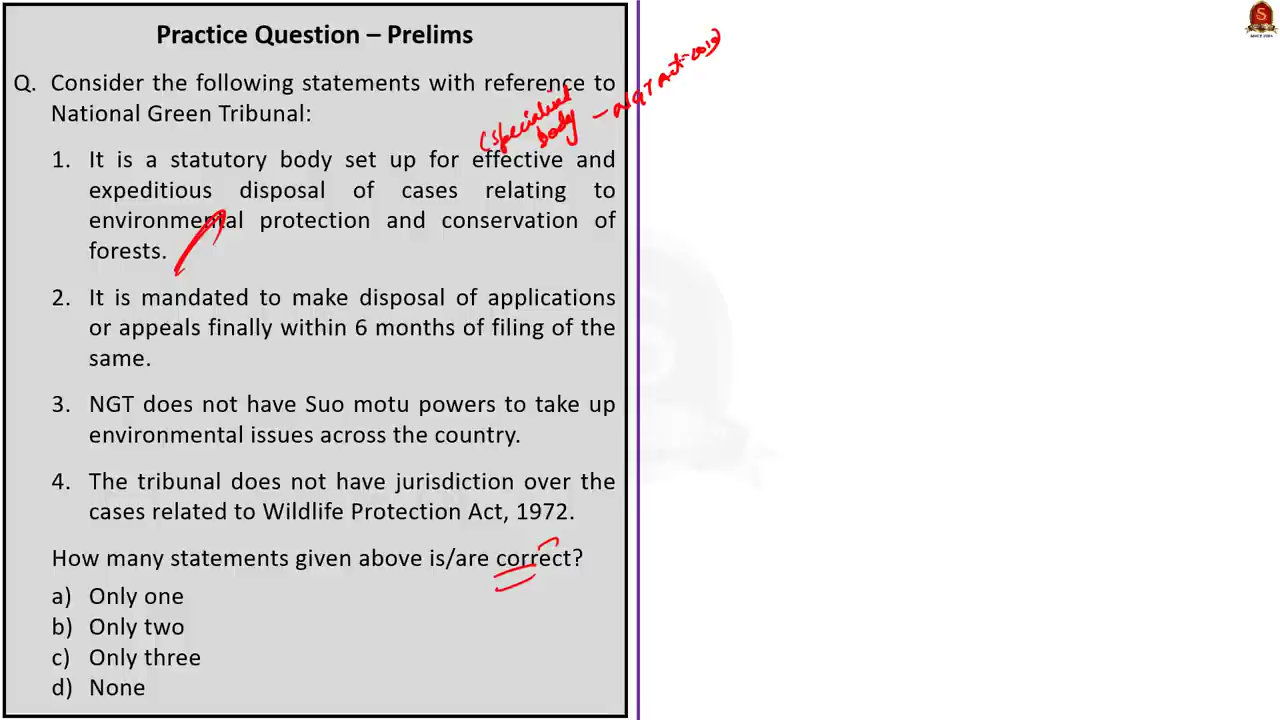 Practice Question – Prelims
Q. Consider the following statements with reference to
National Green Tribunal:
(Specialised
body – NGT Act-2010)
1. It is a statutory body set up for effective and
expeditious disposal of cases relating to
environmental protection and conservation of
forests.
2. It is mandated to make disposal of applications
or appeals finally within 6 months of filing of the
same.
3. NGT does not have Suo motu powers to take up
environmental issues across the country.
4. The tribunal does not have jurisdiction over the
cases related to Wildlife Protection Act, 1972.
How many statements given above is/are correct?
a) Only one
b) Only two
c) Only three
d) None